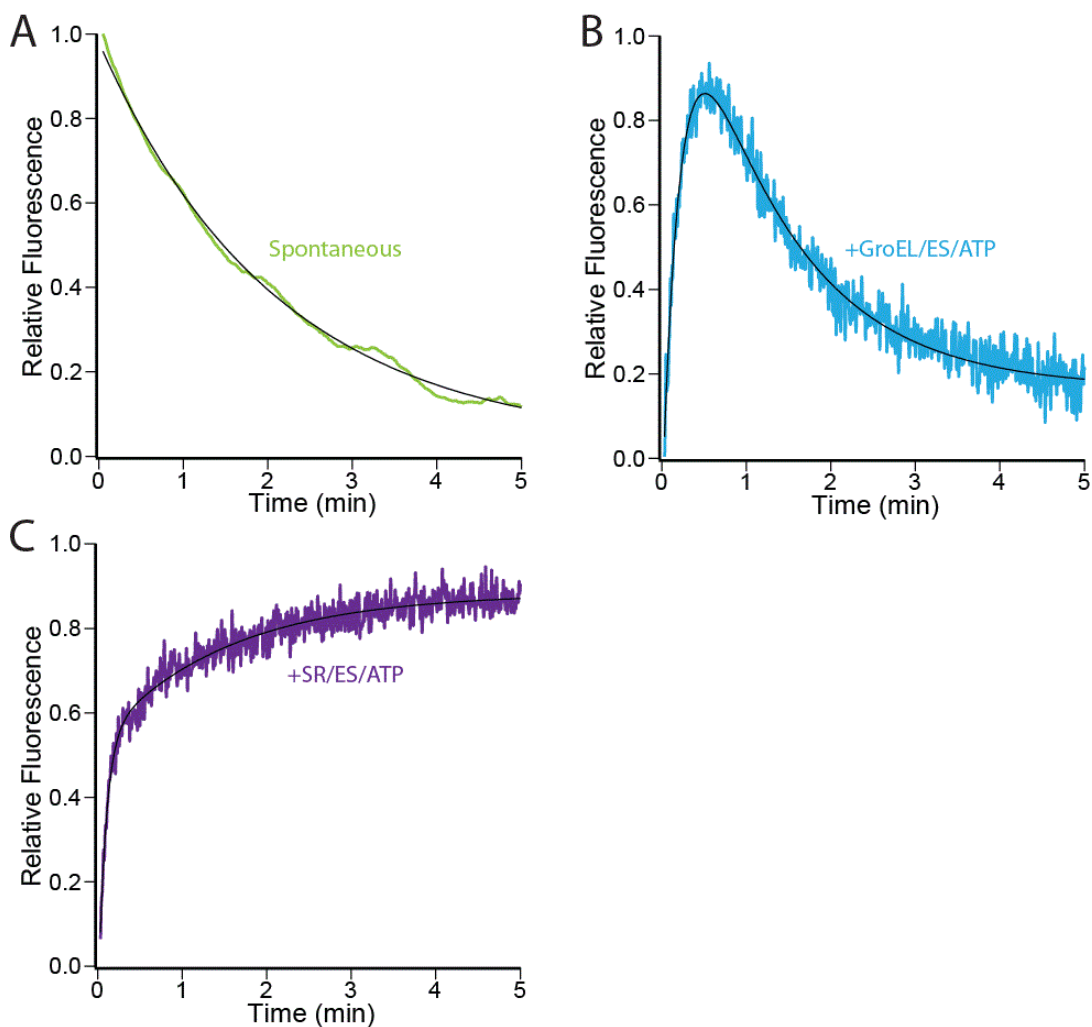 A
Relative Fluorescence
1.0
0.8
0.6
0.4
0.2
0.0
Spontaneous
0 1 2 3 4 5
Time (min)
B
Relative Fluorescence
1.0
0.8
0.6
0.4
0.2
0.0
+GroEL/ES/ATP
0 1 2 3 4 5
Time (min)
C
Relative Fluorescence
1.0
0.8
0.6
0.4
0.2
0.0
+SR/ES/ATP
0 1 2 3 4 5
Time (min)